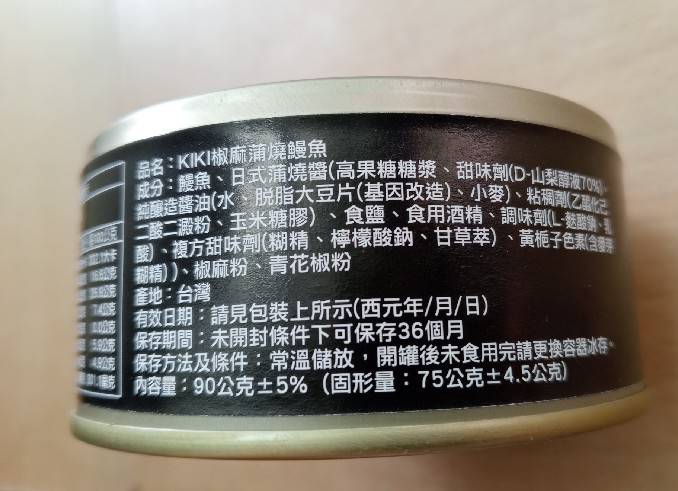 品名：KIKI椒麻蒲燒鰻魚
成分：鰻魚、日式蒲燒醬(高果糖糖漿、甜味劑(D-山梨醇液70%)、
純釀造醬油(水、脱脂大豆片(基因改造)、小麥)、粘稠劑(乙醯化己
二酸二澱粉、玉米糖膠）、食鹽、食用酒精、調味劑(L-麩酸鈉、乳
酸)、複方甜味劑(糊精、檸檬酸鈉、甘草萃)、黃梔子色素(含麥芽
糊精))、椒麻粉、青花椒粉
產地：台灣
有效日期：請見包裝上所示(西元年/月/日)
保存期間：未開封條件下可保存36個月
保存方法及條件：常溫儲放，開罐後未食用完請更換容器冰存。
內容量：90公克±5%（固形量：75公克±4.5公克)